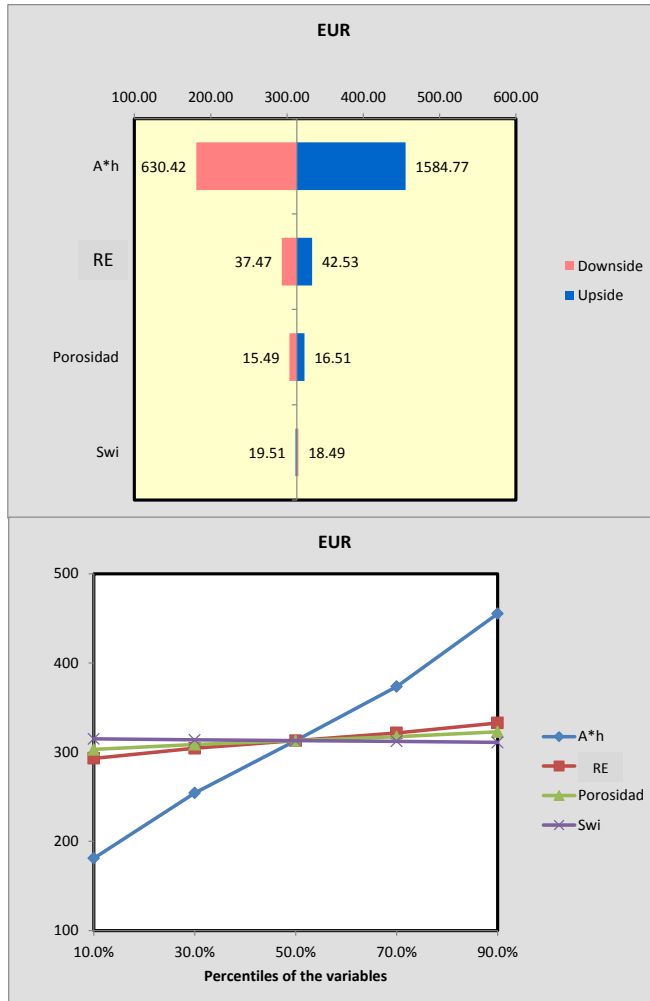 EUR
100.00 200.00 300.00 400.00 500.00 600.00
A*h 630.42 1584.77
RE 37.47 42.53
Downside
Upside
Porosidad 15.49 16.51
Swi 19.51 18.49
EUR
500
400
300
200
100
10.0% 30.0% 50.0% 70.0% 90.0%
Percentiles of the variables
A*h
RE
Porosidad
Swi